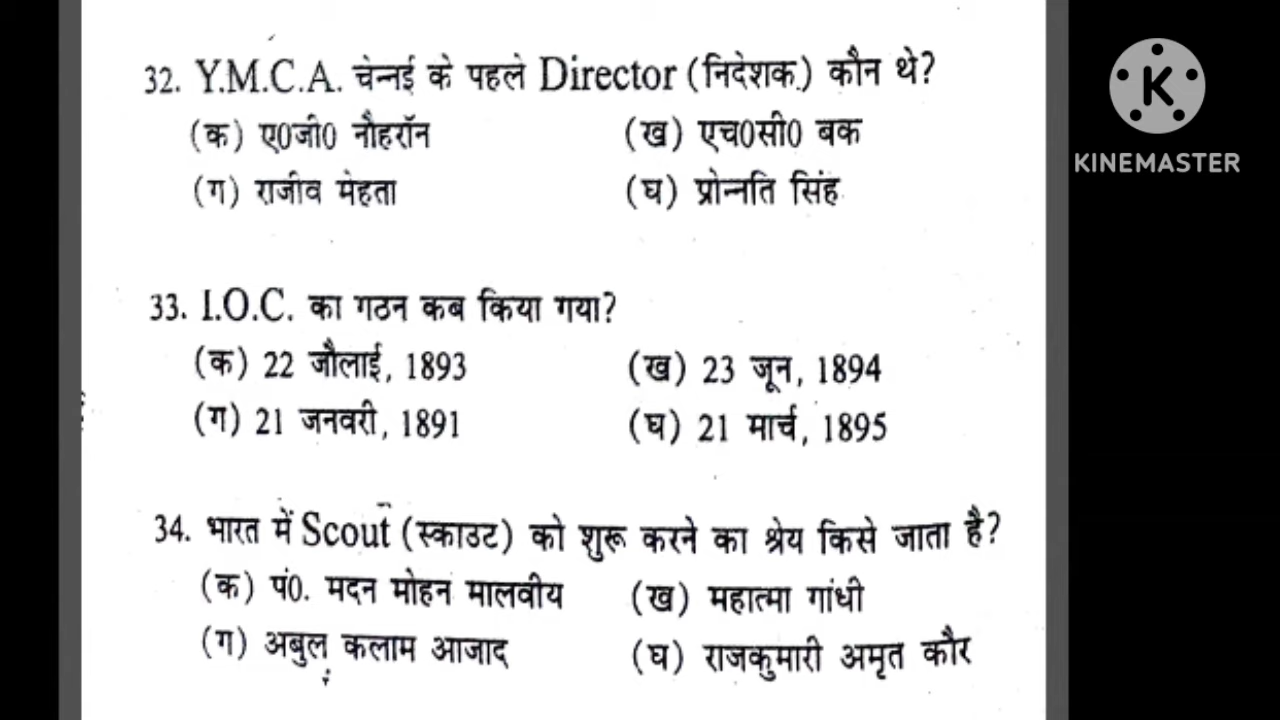 32. Y.M.C.A. चेन्नई के पहले Director (निदेशक) कौन थे?
(क) ए0जी0 नौहरॉन (ख) एच0सी0 बक
(ग) राजीव मेहता (घ) प्रोन्नति सिंह
K
KINEMASTER
33. I.O.C. का गठन कब किया गया?
(क) 22 जौलाई, 1893 (ख) 23 जून, 1894
(ग) 21 जनवरी, 1891 (घ) 21 मार्च, 1895
34. भारत में Scout (स्काउट) को शुरू करने का श्रेय किसे जाता है?
(क) पं0. मदन मोहन मालवीय (ख) महात्मा गांधी
(ग) अबुल कलाम आजाद (घ) राजकुमारी अमृत कौर